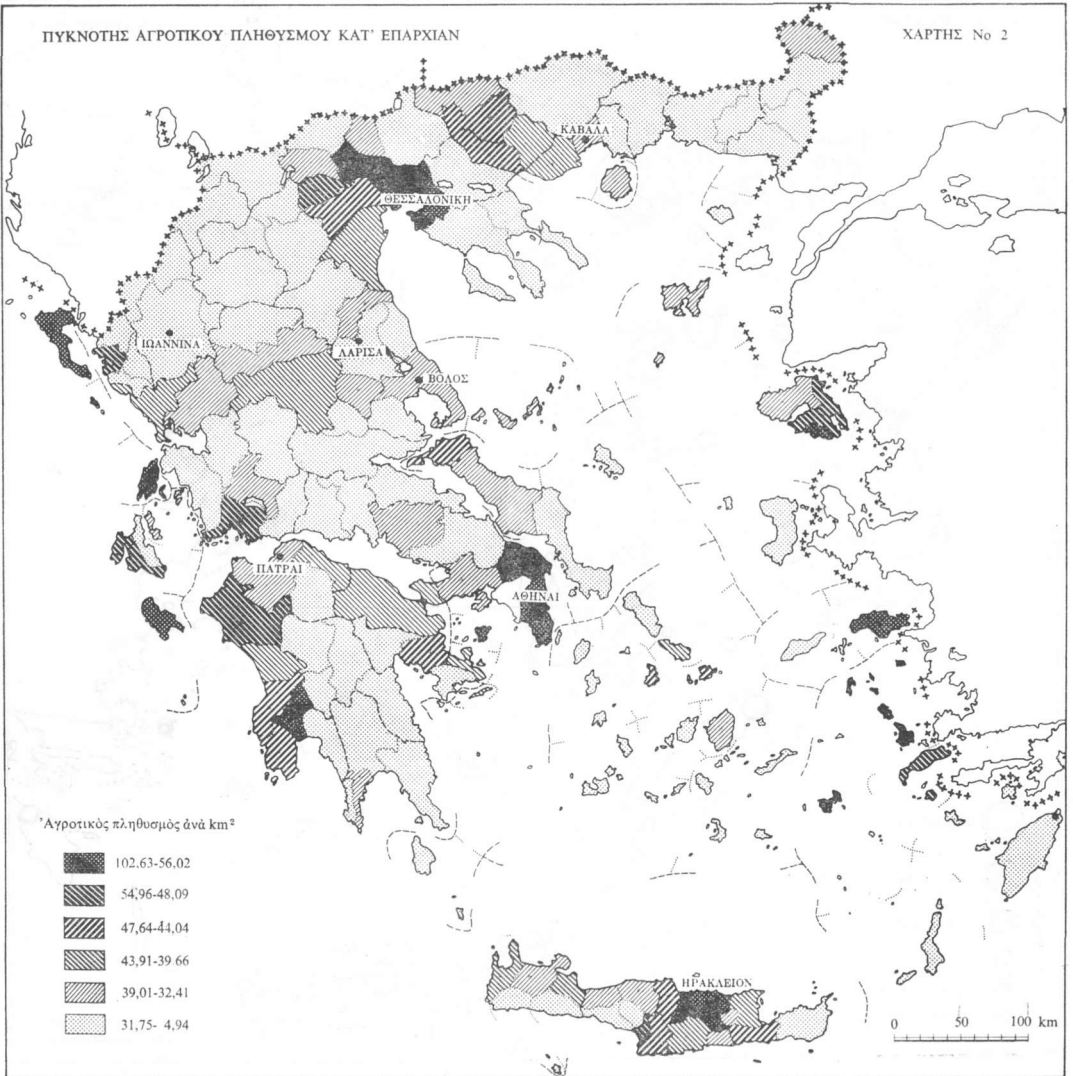 ΠΥΚΝΟΤΗΣ ΑΓΡΟΤΙΚΟΥ ΠΛΗΘΥΣΜΟΥ ΚΑΤ' ΕΠΑΡΧΙΑΝ
ΧΑΡΤΗΣ Νο 2
ΚΑΒΑΛΑ
ΘΕΣΣΑΛΟΝΙΚΗ
ΙΩΑΝΝΙΝΑ
ΛΑΡΙΣΑ
ΒΟΛΟΣ
ΠΑΤΡΑΙ
ΑΘΗΝΑΙ
Ἀγροτικὸς πληθυσμὸς ἀνὰ km²
102,63-56,02
54,96-48,09
47,64-44,04
43,91-39 66
39,01-32,41
31,75- 4,94
ΗΡΑΚΛΕΙΟΝ
0 50 100 km